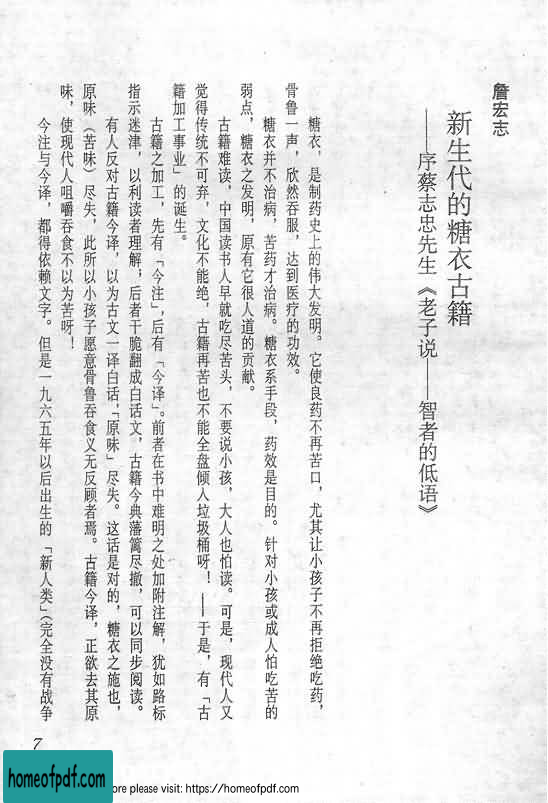 詹宏志
新生代的糖衣古籍
——序蔡志忠先生《老子说——智者的低语》
糖衣，是制药史上的伟大发明。它使良药不再苦口，尤其让小孩子不再拒绝吃药，
骨鲁一声，欣然吞服，达到医疗的功效。
糖衣并不治病，苦药才治病。糖衣系手段，药效是目的。针对小孩或成人怕吃苦的
弱点，糖衣之发明，原有它很人道的贡献。
古籍难读，中国读书人早就吃尽苦头，不要说小孩，大人也怕读。可是，现代人又
觉得传统不可弃，文化不能绝，古籍再苦也不能全盘倾入垃圾桶呀！——于是，有「古
籍加工事业」的诞生。
古籍之加工，先有「今注」，后有「今译」。前者在书中难明之处加附注解，犹如路标
指示迷津，以利读者理解，后者干脆翻成白话文，古籍今典藩篱尽撤，可以同步阅读。
有人反对古籍今译，以为古文一译白话，「原味」尽失。这话是对的，糖衣之施也，
原味（苦味）尽失，此所以小孩子愿意骨鲁吞食义无反顾者焉。古籍今译，正欲去其原
味，使现代人咀嚼吞食不以为苦呀！
今注与今译，都得依赖文字。但是一九六五年以后出生的「新人类」（完全没有战争
7
homeofpdf.com
ore please visit: https://homeofpdf.com